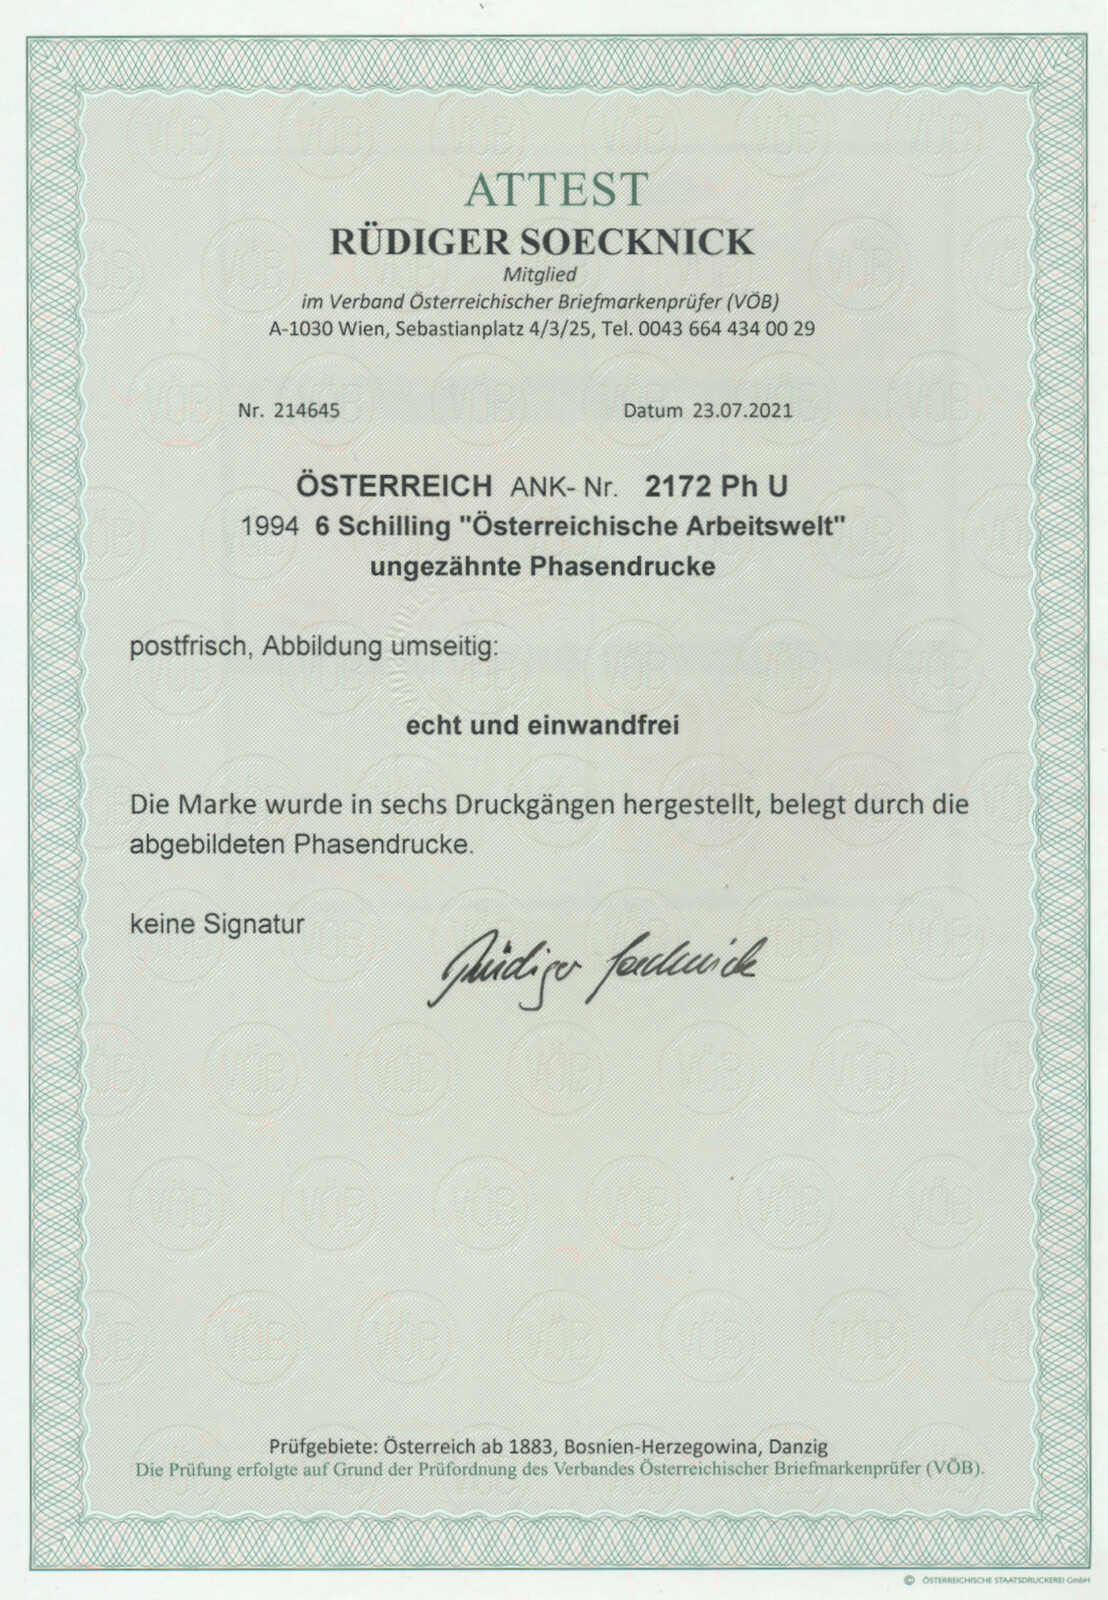 ATTEST
RÜDIGER SOECKNICK
Mitglied
im Verband Österreichischer Briefmarkenprüfer (VÖB)
A-1030 Wien, Sebastianplatz 4/3/25, Tel. 0043 664 434 00 29
Nr. 214645 Datum 23.07.2021
ÖSTERREICH ANK- Nr. 2172 Ph U
1994 6 Schilling "Österreichische Arbeitswelt"
ungezähnte Phasendrucke
postfrisch, Abbildung umseitig:
echt und einwandfrei
Die Marke wurde in sechs Druckgängen hergestellt, belegt durch die
abgebildeten Phasendrucke.
keine Signatur
Rüdiger Soecknick
Prüfgebiete: Österreich ab 1883, Bosnien-Herzegowina, Danzig
Die Prüfung erfolgte auf Grund der Prüfordnung des Verbandes Österreichischer Briefmarkenprüfer (VÖB).
© ÖSTERREICHISCHE STAATSDRUCKEREI GmbH